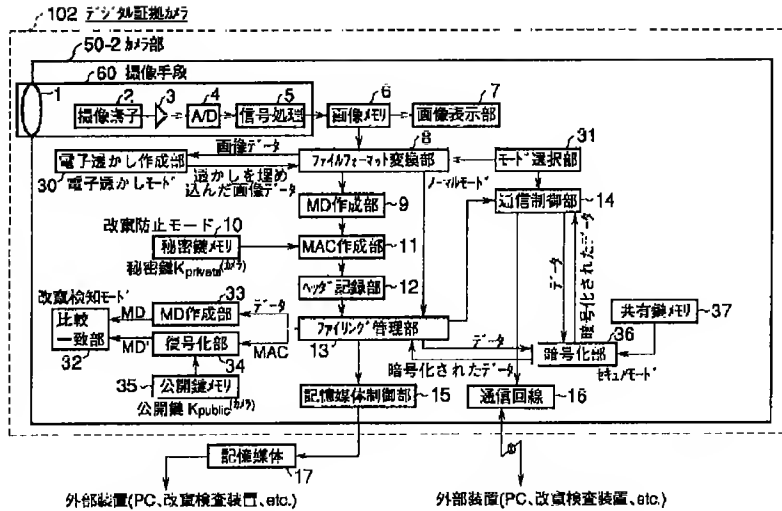 102 デジタル証拠カメラ
50-2 カメラ部
60 撮像手段
1
2
3
4
5
6
7
撮像素子
A/D
信号処理
画像メモリ
画像表示部
8
31
電子透かし作成部
画像データ
ファイルフォーマット変換部
モード選択部
30
電子透かしモード
透かしを埋め
込んだ画像データ
ノーマルモード
14
通信制御部
MD作成部
9
改竄防止モード
10
秘密鍵メモリ
MAC作成部
11
秘密鍵Kprivate(カメラ)
データ
暗号化されたデータ
ヘッダ記録部
12
改竄検知モード
33
MD
MD作成部
データ
共有鍵メモリ
37
比較
一致部
ファイリング管理部
データ
36
32
MD'
復号化部
MAC
13
暗号化部
34
暗号化されたデータ
セキュアモード
35
公開鍵メモリ
公開鍵 Kpublic(カメラ)
記憶媒体制御部
15
通信回線
16
記憶媒体
17
外部装置(PC、改竄検査装置、etc.)
外部装置(PC、改竄検査装置、etc.)